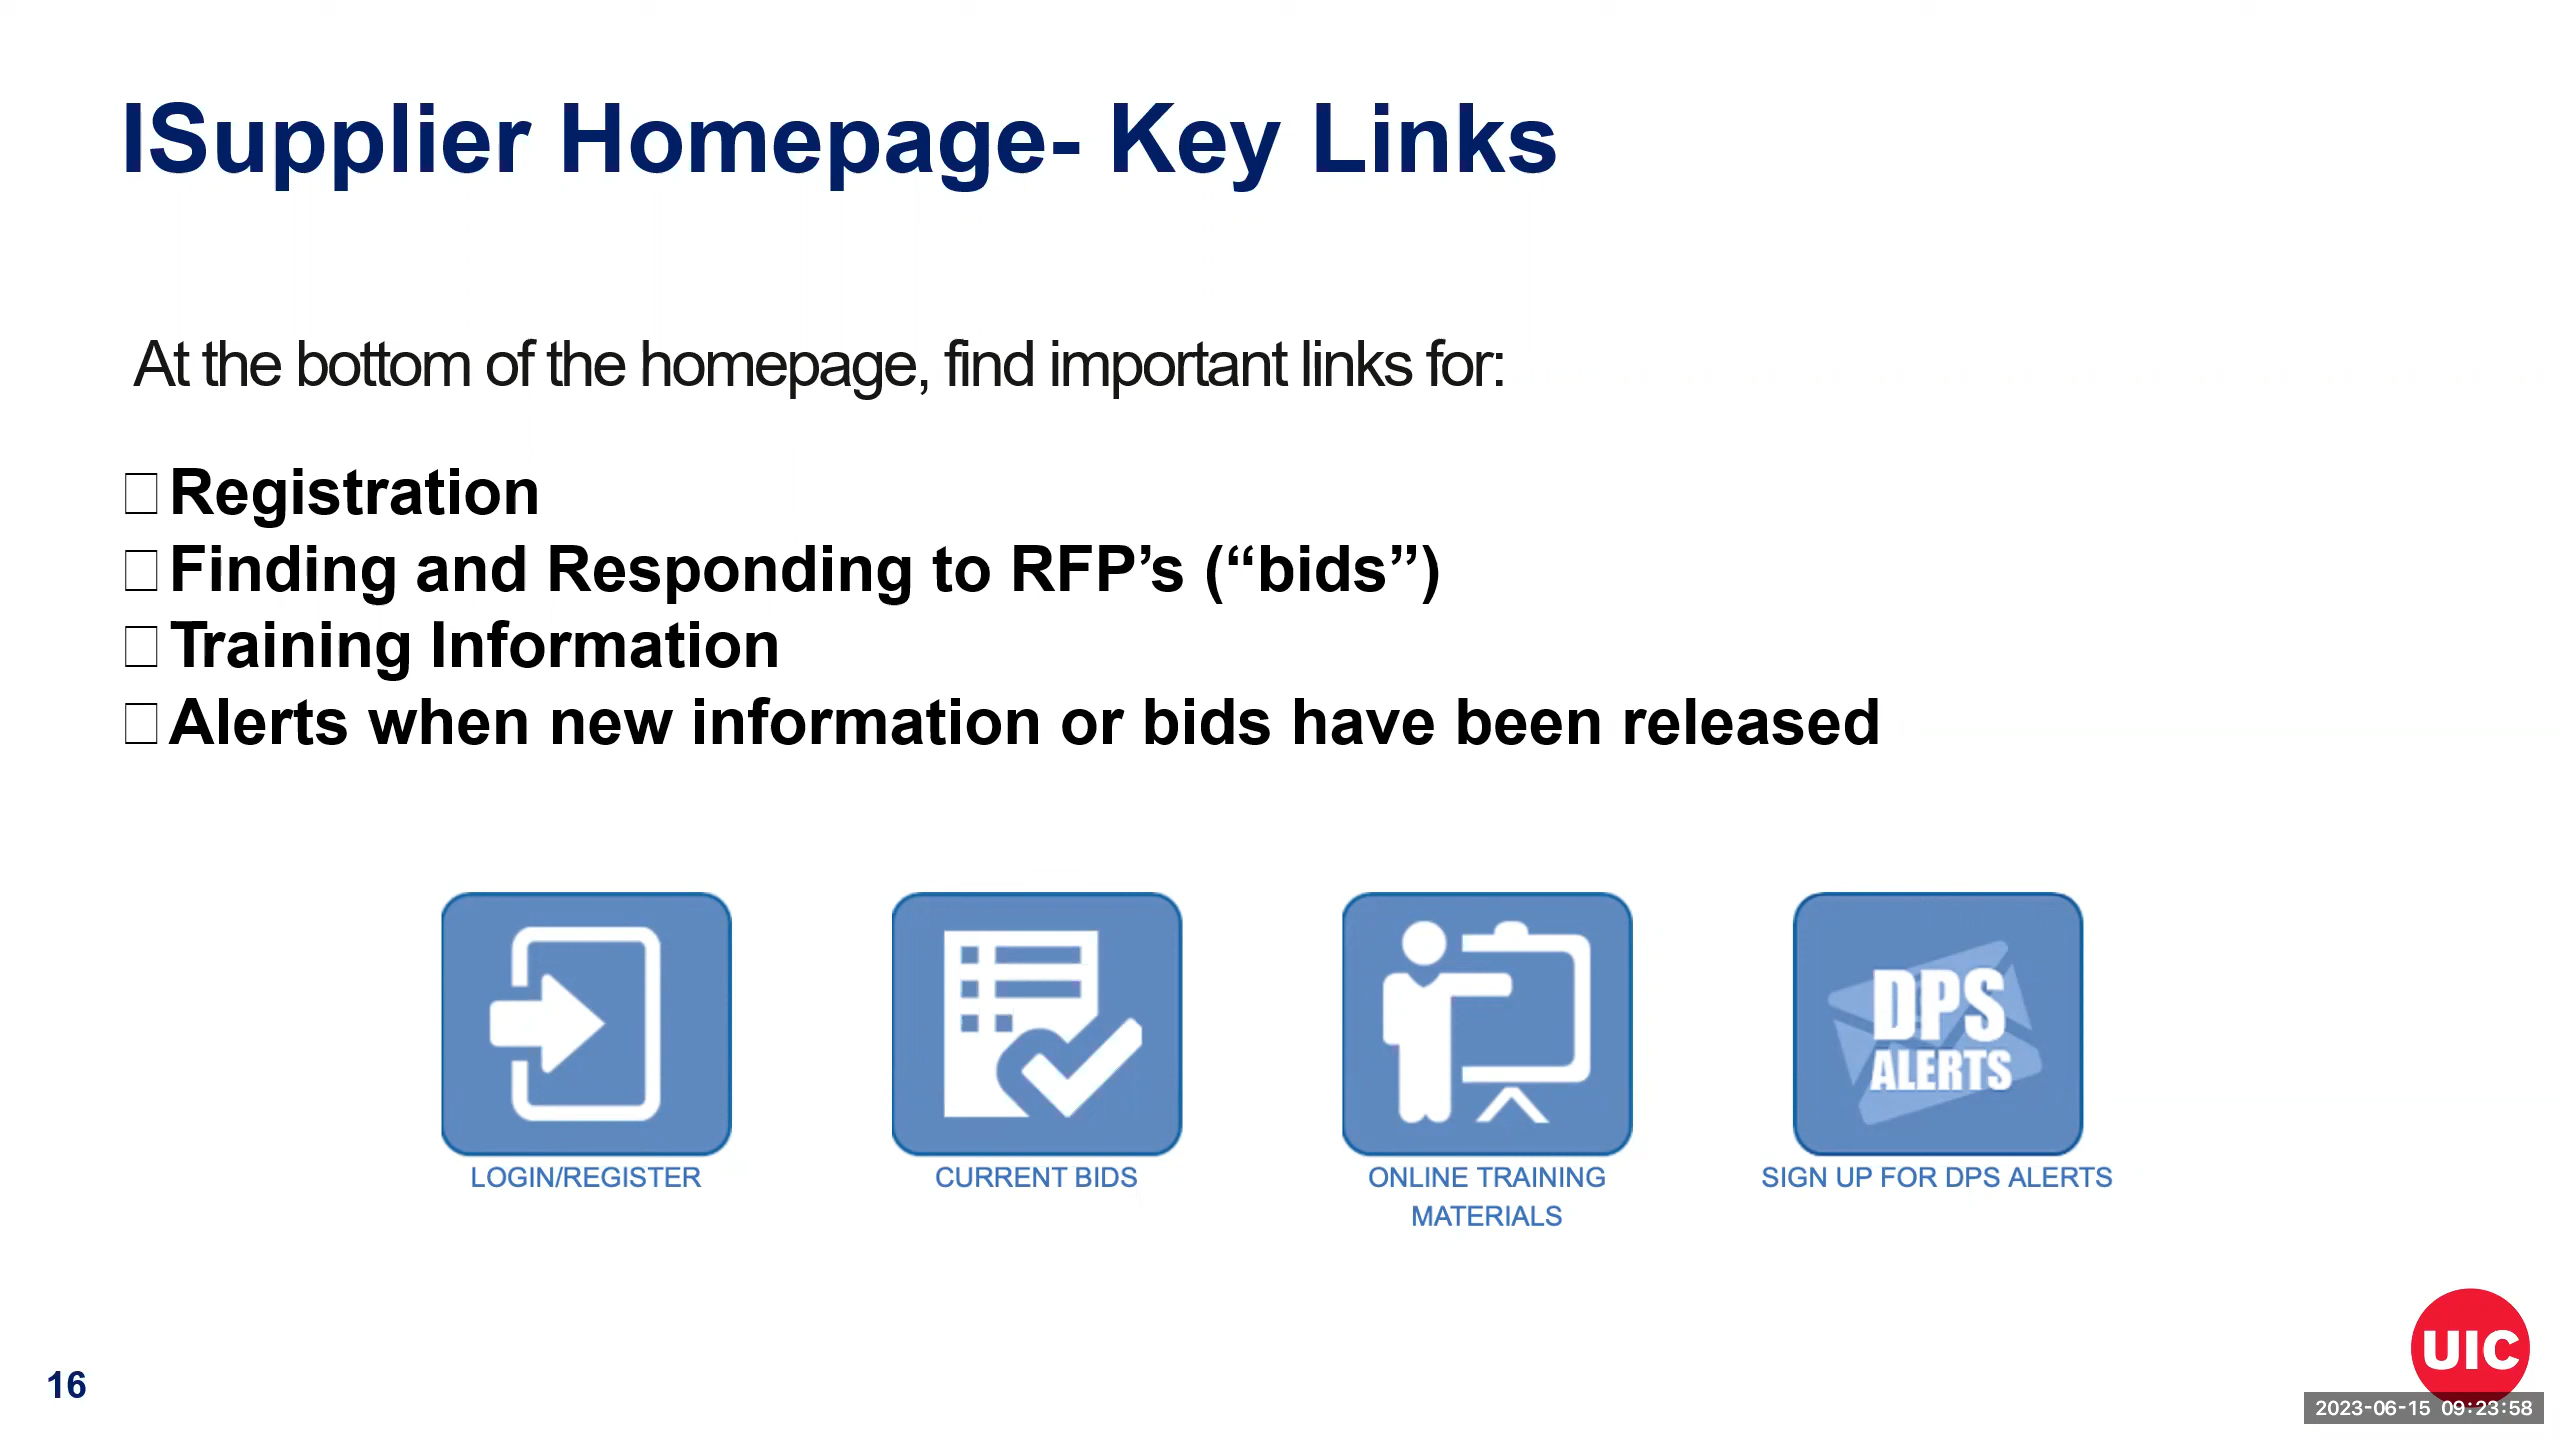 ISupplier Homepage- Key Links
At the bottom of the homepage, find important links for:
Registration
Finding and Responding to RFP’s (“bids”)
Training Information
Alerts when new information or bids have been released
DPS
ALERTS
LOGIN/REGISTER
CURRENT BIDS
ONLINE TRAINING
MATERIALS
SIGN UP FOR DPS ALERTS
UIC
16
2023-06-15 09:23:58